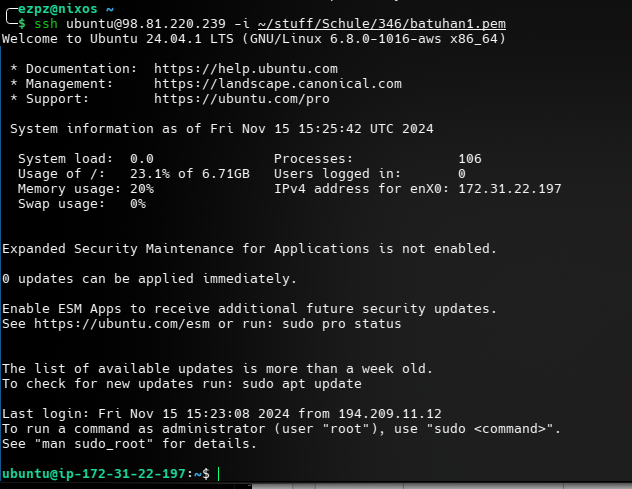 ezpz@nixos ~
$ ssh ubuntu@98.81.220.239 -i ~/stuff/Schule/346/batuhan1.pem
Welcome to Ubuntu 24.04.1 LTS (GNU/Linux 6.8.0-1016-aws x86_64)

 * Documentation:  https://help.ubuntu.com
 * Management:     https://landscape.canonical.com
 * Support:        https://ubuntu.com/pro

 System information as of Fri Nov 15 15:25:42 UTC 2024

  System load:  0.0               Processes:             106
  Usage of /:   23.1% of 6.71GB   Users logged in:       0
  Memory usage: 20%               IPv4 address for enX0: 172.31.22.197
  Swap usage:   0%

Expanded Security Maintenance for Applications is not enabled.

0 updates can be applied immediately.

Enable ESM Apps to receive additional future security updates.
See https://ubuntu.com/esm or run: sudo pro status

The list of available updates is more than a week old.
To check for new updates run: sudo apt update

Last login: Fri Nov 15 15:23:08 2024 from 194.209.11.12
To run a command as administrator (user "root"), use "sudo <command>".
See "man sudo_root" for details.

ubuntu@ip-172-31-22-197:~$